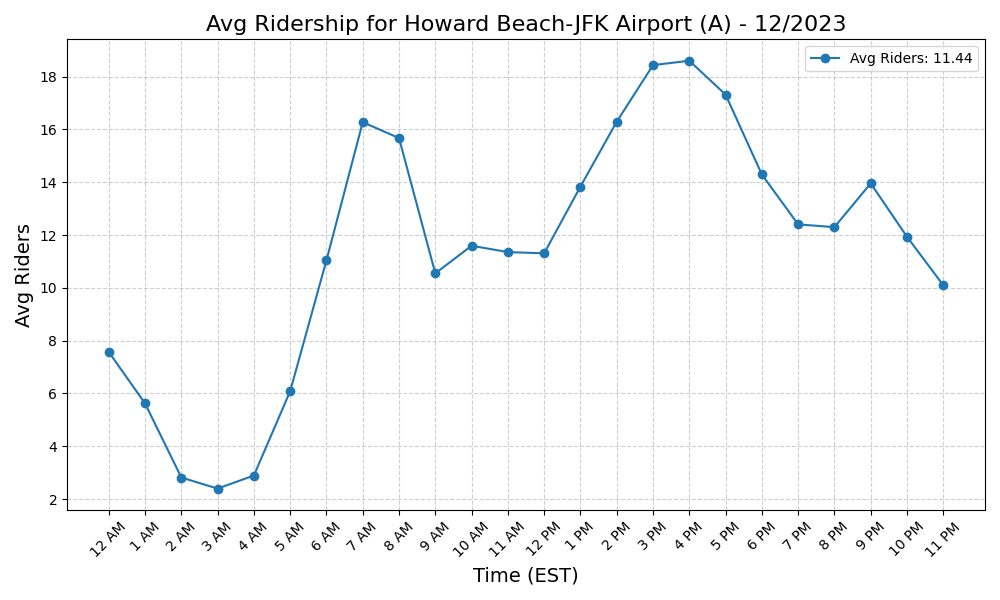 Avg Ridership for Howard Beach-JFK Airport (A) - 12/2023
Avg Riders: 11.44
Avg Riders
18
16
14
12
10
8
6
4
2
12 AM
1 AM
2 AM
3 AM
4 AM
5 AM
6 AM
7 AM
8 AM
9 AM
10 AM
11 AM
12 PM
1 PM
2 PM
3 PM
4 PM
5 PM
6 PM
7 PM
8 PM
9 PM
10 PM
11 PM
Time (EST)